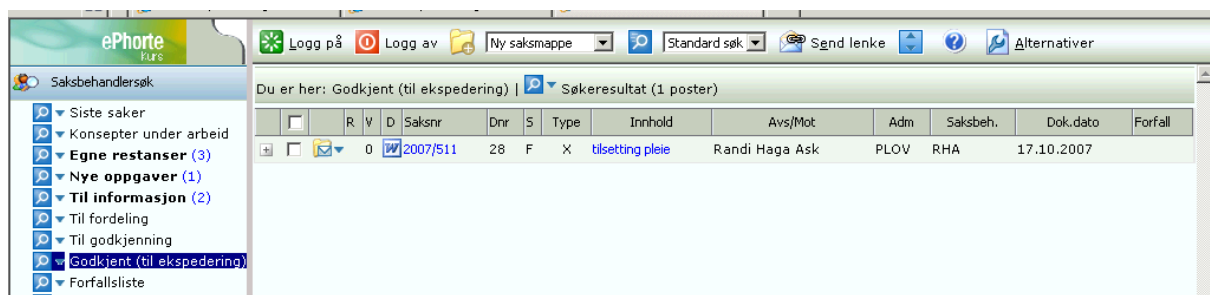 ePhorte
kurs
Logg på Logg av Ny saksmappe Standard søk Send lenke Alternativer
Saksbehandlersøk
Siste saker
Konsepter under arbeid
Egne restanser (3)
Nye oppgaver (1)
Til informasjon (2)
Til fordeling
Til godkjenning
Godkjent (til ekspedering)
Forfallsliste
Du er her: Godkjent (til ekspedering) | Søkeresultat (1 poster)
R V D Saksnr Dnr S Type Innhold Avs/Mot Adm Saksbeh. Dok.dato Forfall
0 2007/511 28 F X tilsetting pleie Randi Haga Ask PLOV RHA 17.10.2007